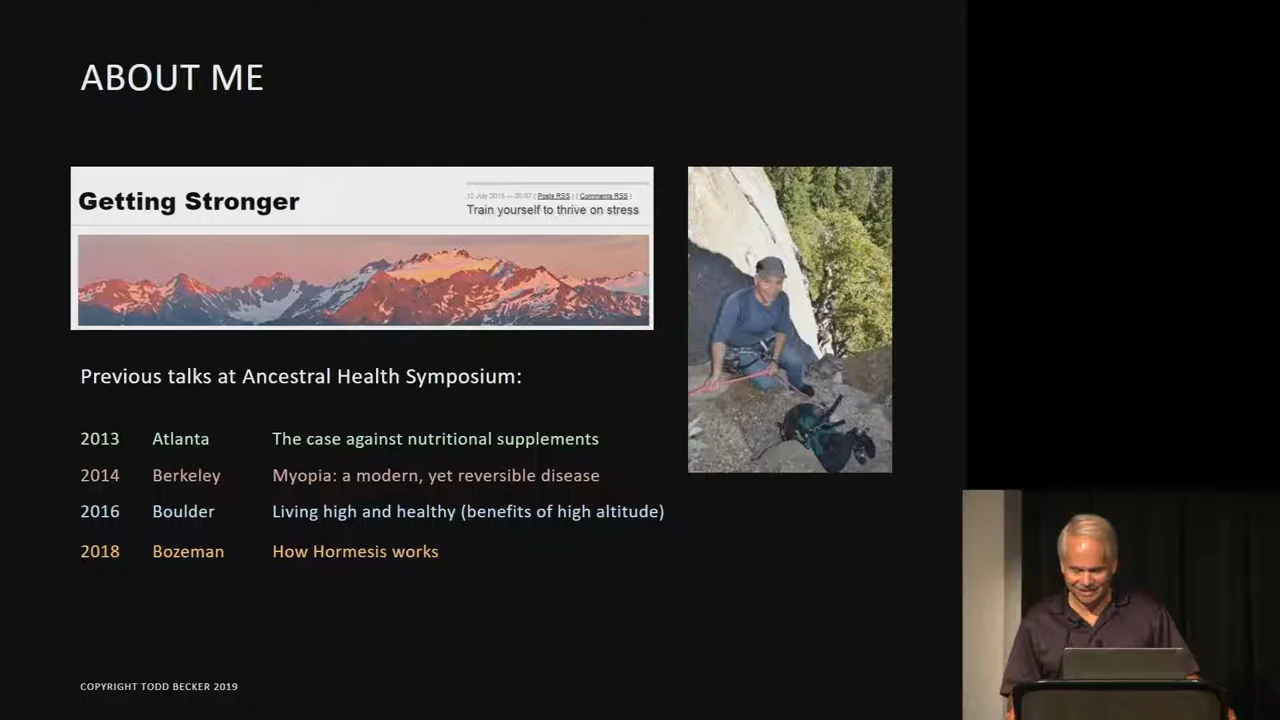 ABOUT ME
Getting Stronger
12 July 2018 — 05:57 ( Posts RSS ) ( Comments RSS )
Train yourself to thrive on stress
Previous talks at Ancestral Health Symposium:
2013 Atlanta The case against nutritional supplements
2014 Berkeley Myopia: a modern, yet reversible disease
2016 Boulder Living high and healthy (benefits of high altitude)
2018 Bozeman How Hormesis works
COPYRIGHT TODD BECKER 2019